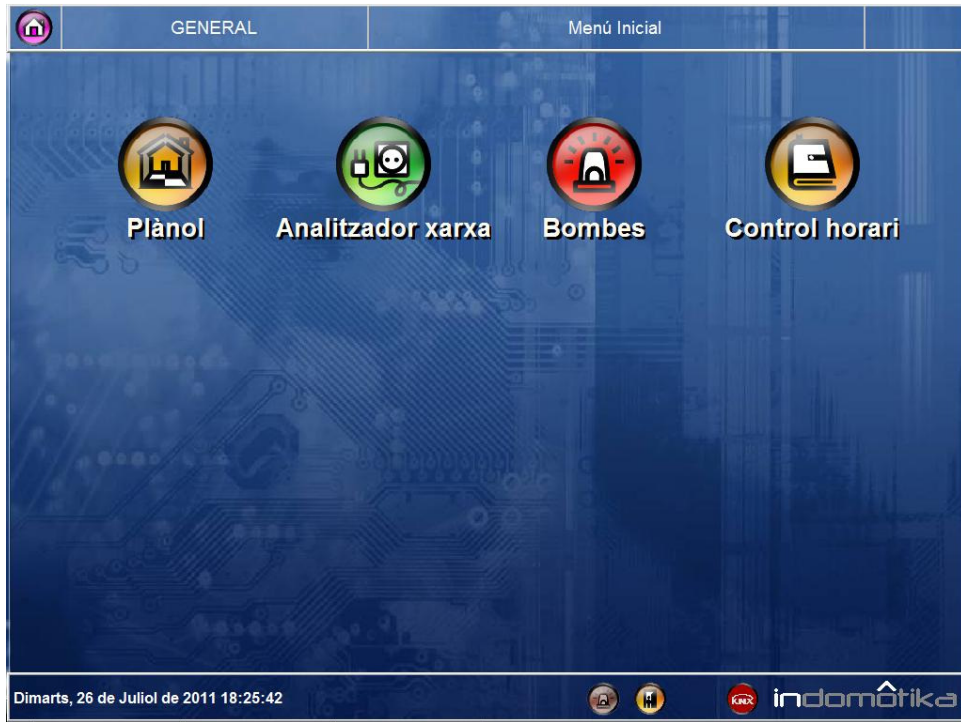 GENERAL
Menú Inicial
Plànol
Analitzador xarxa
Bombes
Control horari
Dimarts, 26 de Juliol de 2011 18:25:42
indomôtika